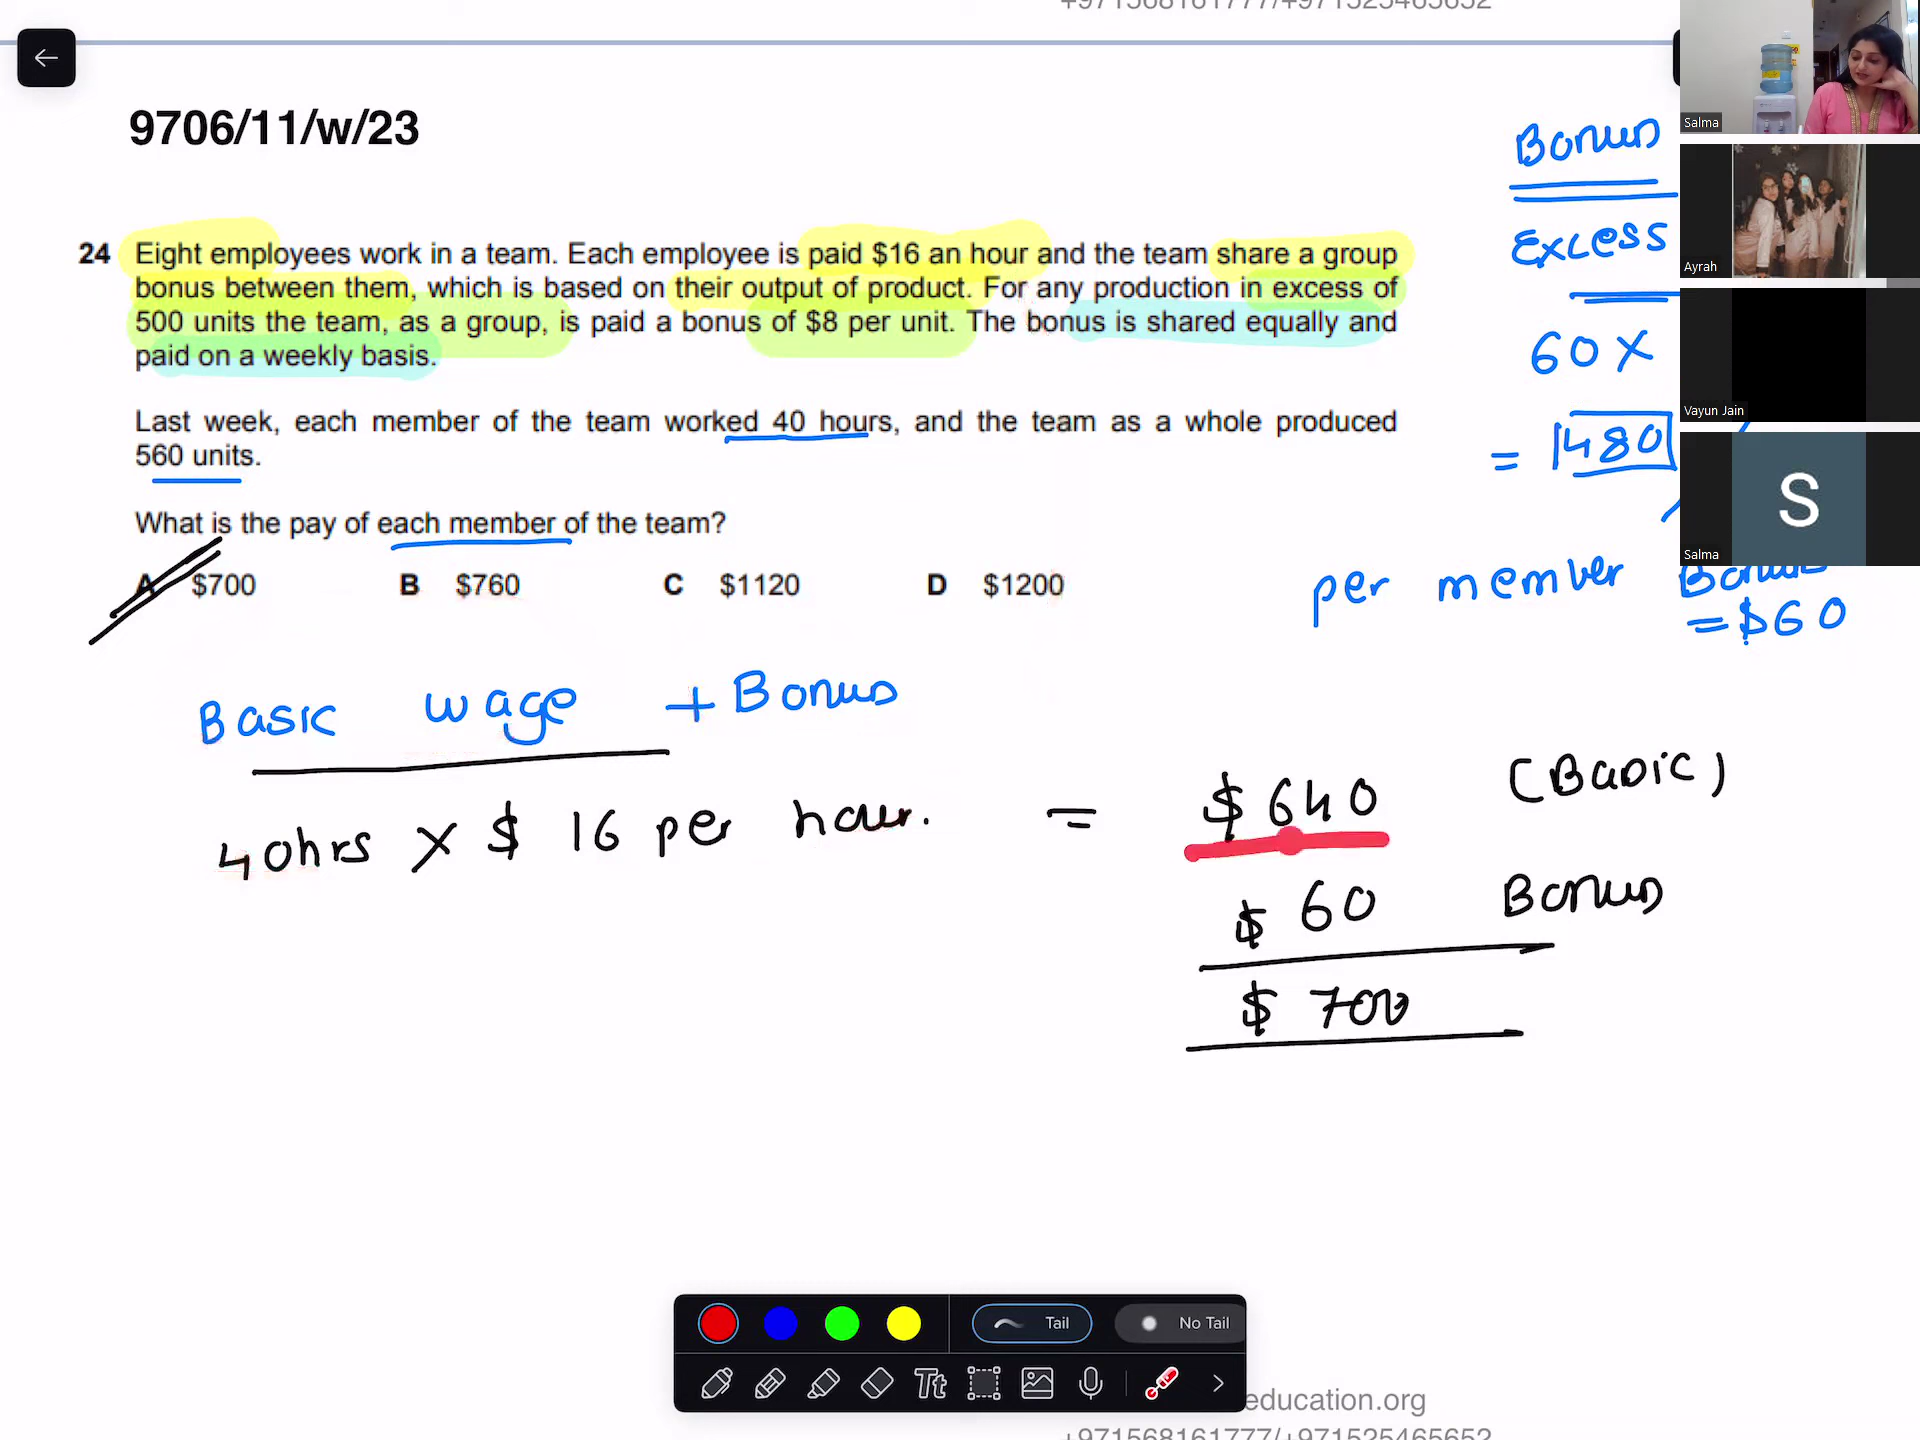 +971568161777/+971525465652
9706/11/w/23
24 Eight employees work in a team. Each employee is paid $16 an hour and the team share a group
bonus between them, which is based on their output of product. For any production in excess of
500 units the team, as a group, is paid a bonus of $8 per unit. The bonus is shared equally and
paid on a weekly basis.
Last week, each member of the team worked 40 hours, and the team as a whole produced
560 units.
What is the pay of each member of the team?
A $700 B $760 C $1120 D $1200
Bonus
Excess
60 X
= 1480
per member Bonus
= $60
Basic wage + Bonus
40hrs X $ 16 per hour. = $ 640 (Basic)
$ 60 Bonus
$ 700
Salma
Ayrah
Vayun Jain
S
Salma
Tail No Tail
Tt
education.org
+971568161777/+971525465652